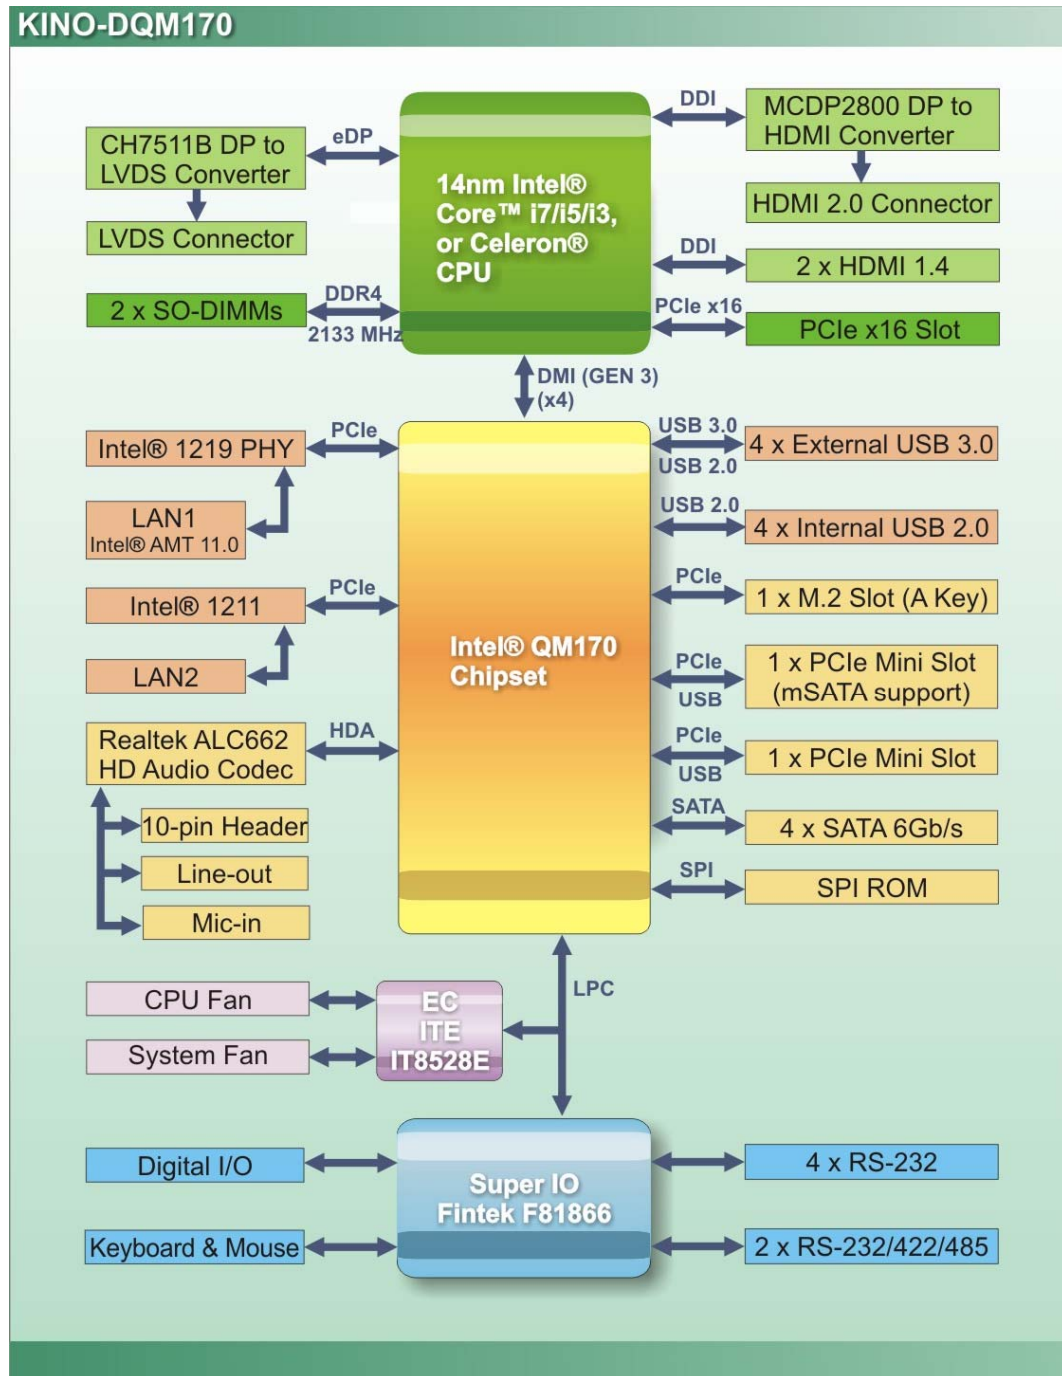 KINO-DQM170
CH7511B DP to
LVDS Converter
eDP
LVDS Connector
2 x SO-DIMMs
DDR4
2133 MHz
14nm Intel®
Core™ i7/i5/i3,
or Celeron®
CPU
DDI
MCDP2800 DP to
HDMI Converter
HDMI 2.0 Connector
DDI
2 x HDMI 1.4
PCIe x16
PCIe x16 Slot
DMI (GEN 3)
(x4)
Intel® 1219 PHY
PCIe
LAN1
Intel® AMT 11.0
Intel® 1211
PCIe
LAN2
Realtek ALC662
HD Audio Codec
HDA
10-pin Header
Line-out
Mic-in
Intel® QM170
Chipset
USB 3.0
USB 2.0
4 x External USB 3.0
USB 2.0
4 x Internal USB 2.0
PCIe
1 x M.2 Slot (A Key)
PCIe
USB
1 x PCIe Mini Slot
(mSATA support)
PCIe
USB
1 x PCIe Mini Slot
SATA
4 x SATA 6Gb/s
SPI
SPI ROM
LPC
CPU Fan
System Fan
EC
ITE
IT8528E
Digital I/O
Keyboard & Mouse
Super IO
Fintek F81866
4 x RS-232
2 x RS-232/422/485